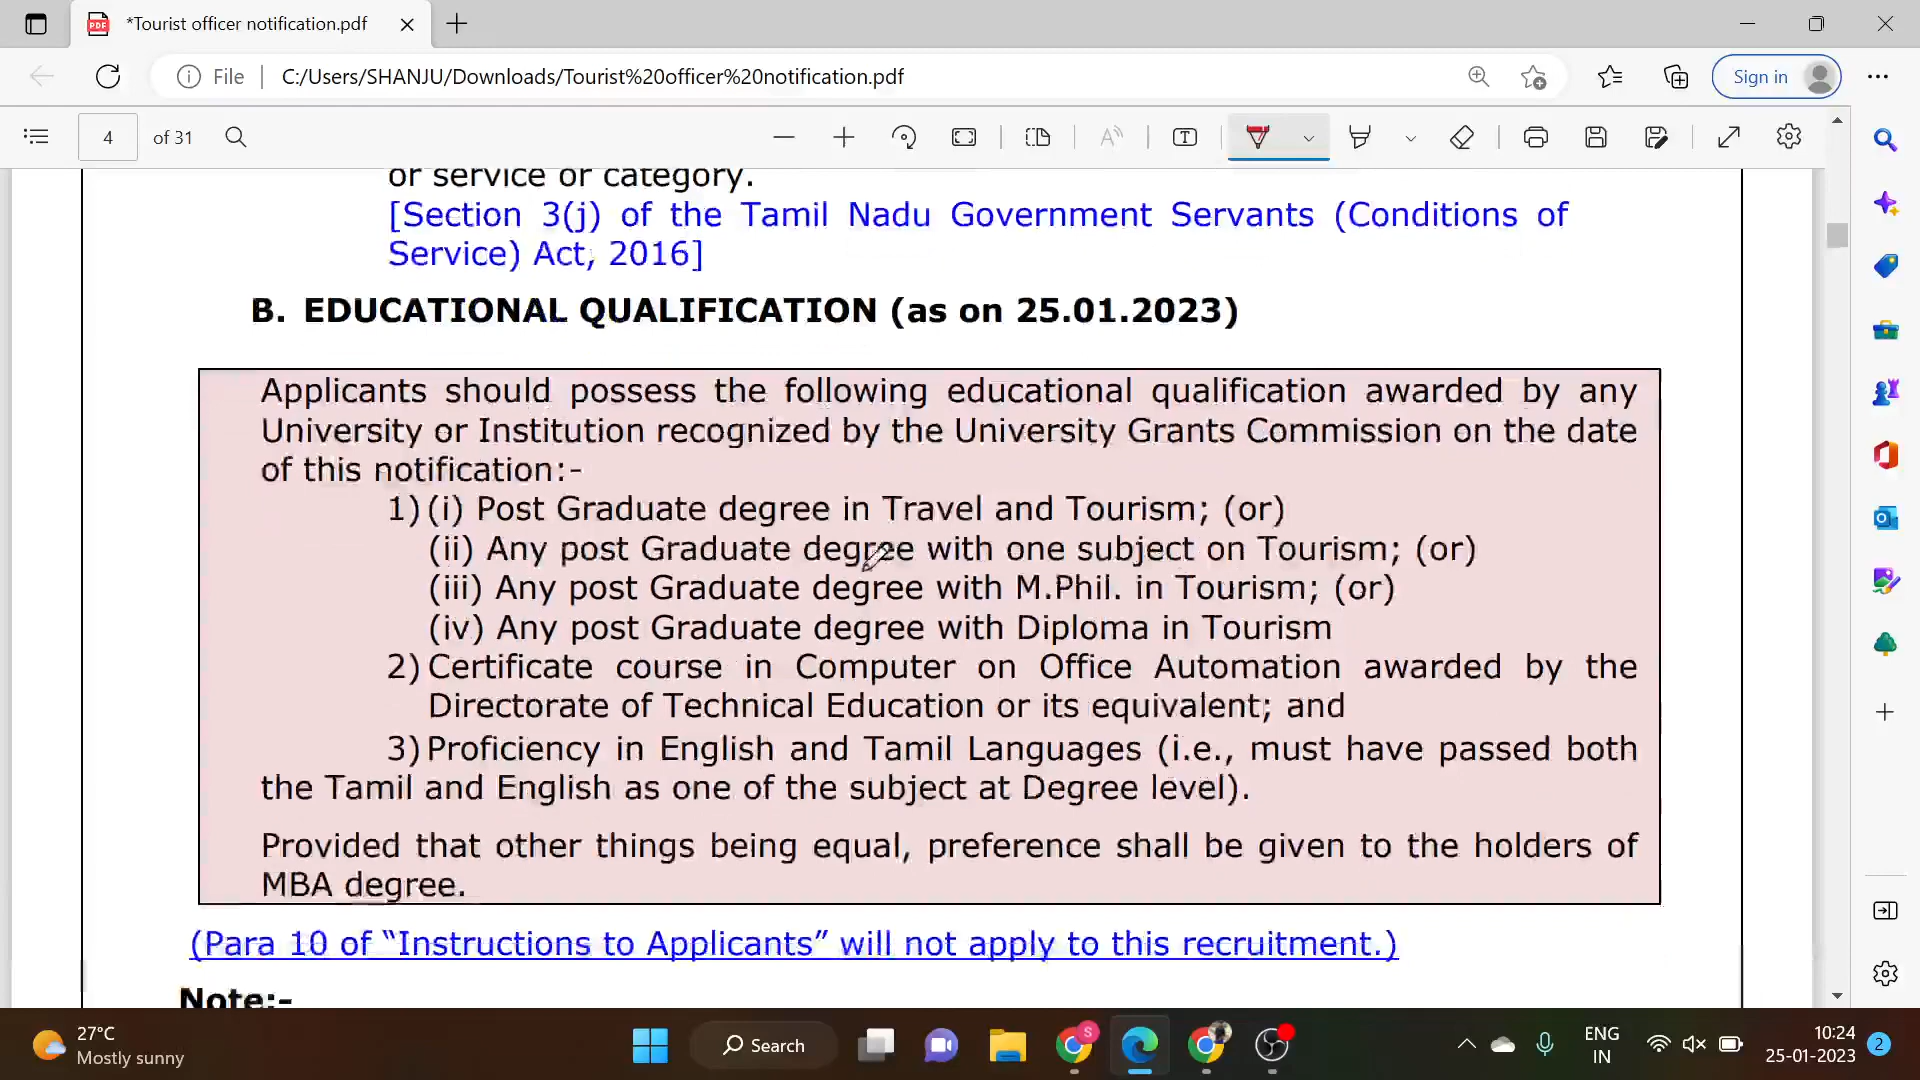 *Tourist officer notification.pdf
File
C:/Users/SHANJU/Downloads/Tourist%20officer%20notification.pdf
Sign in
4 of 31
or service or category.
[Section 3(j) of the Tamil Nadu Government Servants (Conditions of
Service) Act, 2016]
B. EDUCATIONAL QUALIFICATION (as on 25.01.2023)
Applicants should possess the following educational qualification awarded by any
University or Institution recognized by the University Grants Commission on the date
of this notification:-
1)(i) Post Graduate degree in Travel and Tourism; (or)
(ii) Any post Graduate degree with one subject on Tourism; (or)
(iii) Any post Graduate degree with M.Phil. in Tourism; (or)
(iv) Any post Graduate degree with Diploma in Tourism
2) Certificate course in Computer on Office Automation awarded by the
Directorate of Technical Education or its equivalent; and
3) Proficiency in English and Tamil Languages (i.e., must have passed both
the Tamil and English as one of the subject at Degree level).
Provided that other things being equal, preference shall be given to the holders of
MBA degree.
(Para 10 of “Instructions to Applicants” will not apply to this recruitment.)
Note:-
27°C
Mostly sunny
Search
ENG
IN
10:24
25-01-2023
2